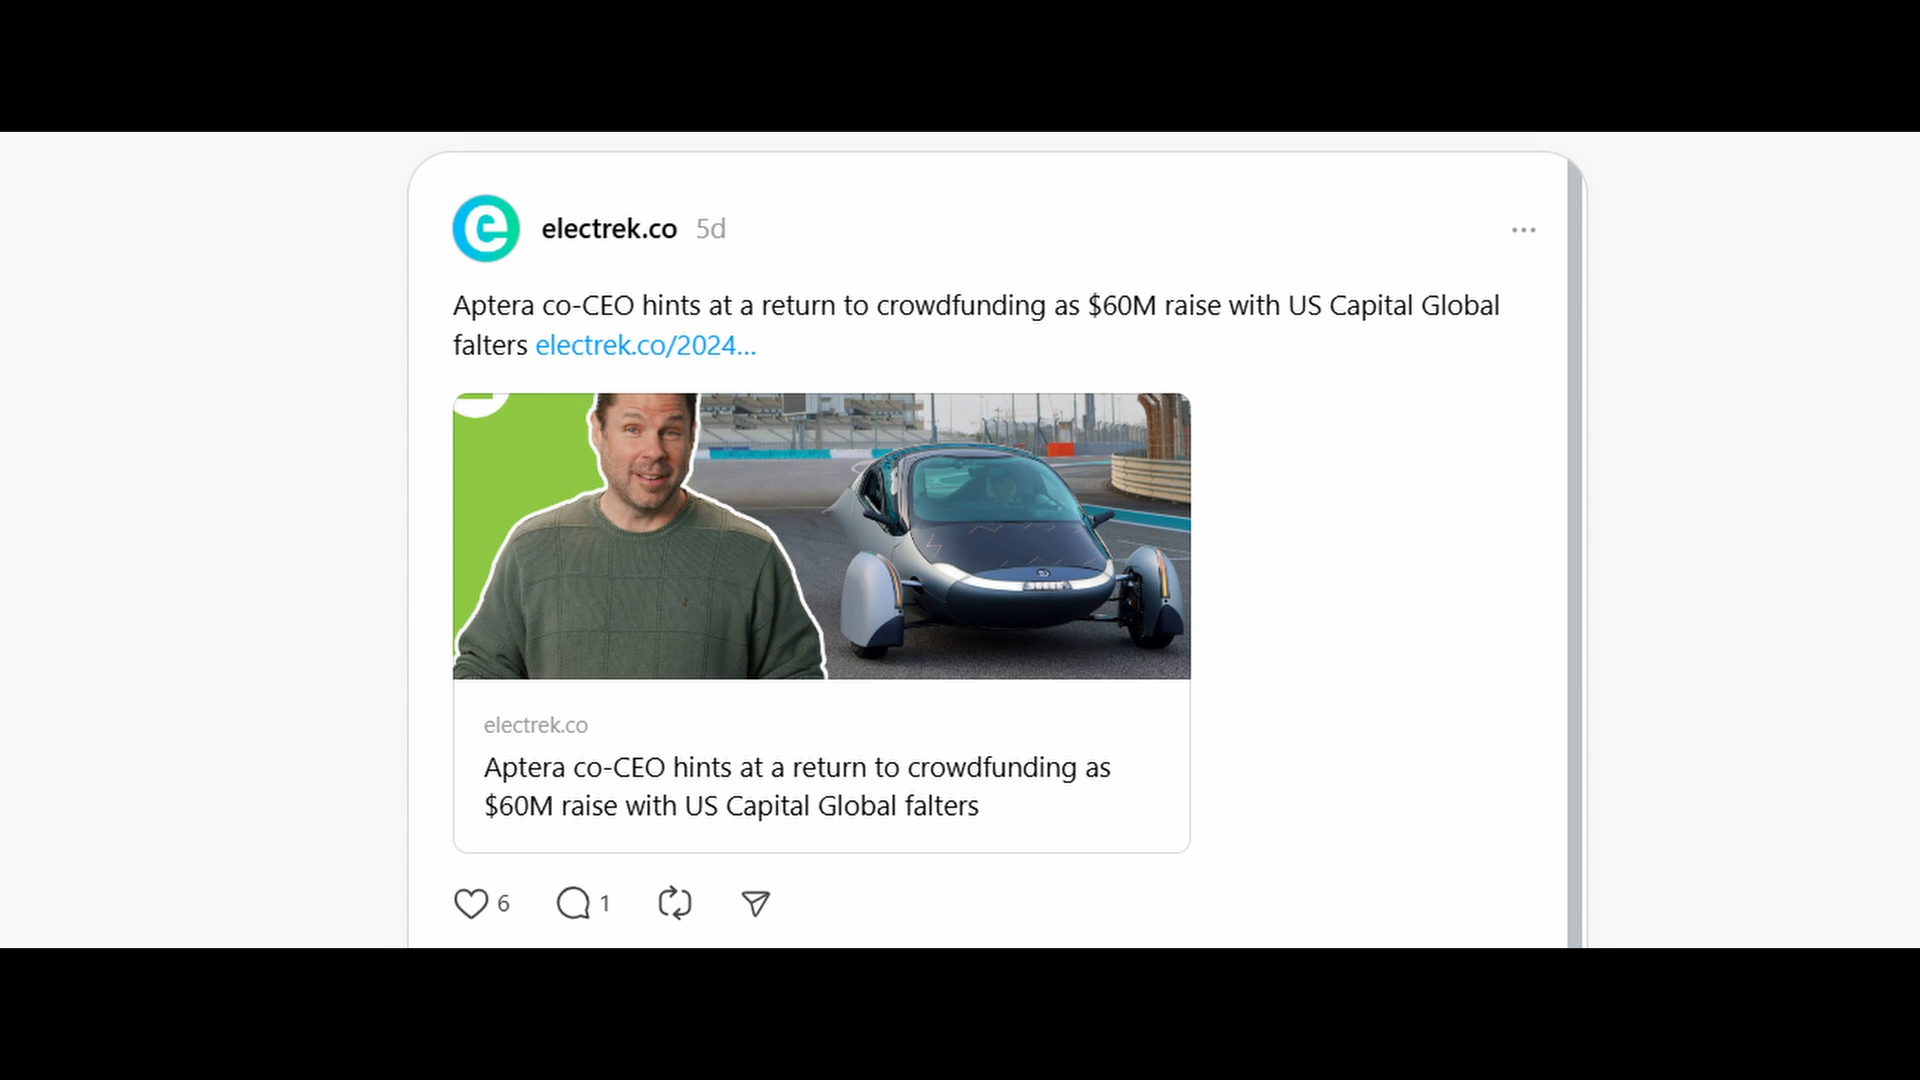 electrek.co 5d
Aptera co-CEO hints at a return to crowdfunding as $60M raise with US Capital Global
falters electrek.co/2024...
electrek.co
Aptera co-CEO hints at a return to crowdfunding as
$60M raise with US Capital Global falters
6 1